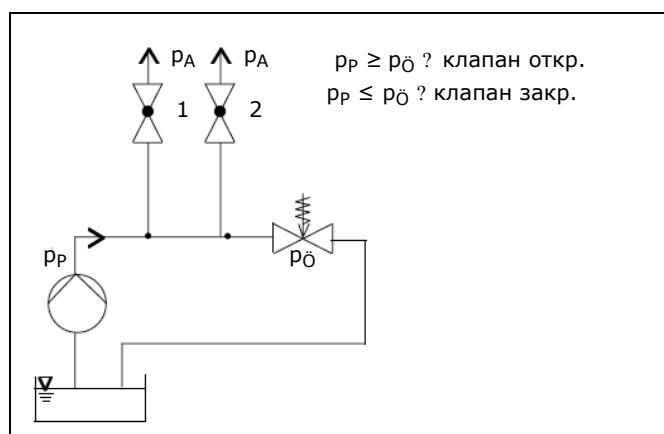 pA pA
pP ≥ pÖ ? клапан откр.
1 2
pP ≤ pÖ ? клапан закр.
pP
pÖ